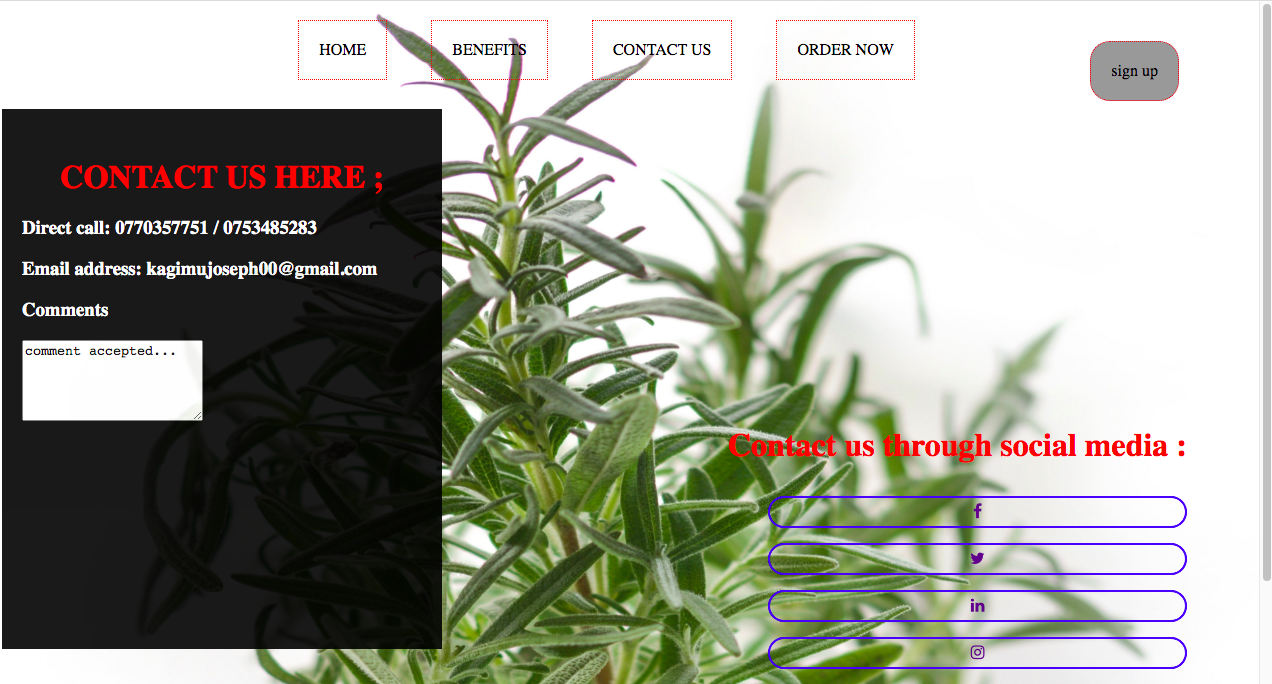 HOME
BENEFITS
CONTACT US
ORDER NOW
sign up
CONTACT US HERE ;
Direct call: 0770357751 / 0753485283
Email address: kagimujoseph00@gmail.com
Comments
comment accepted...
Contact us through social media :